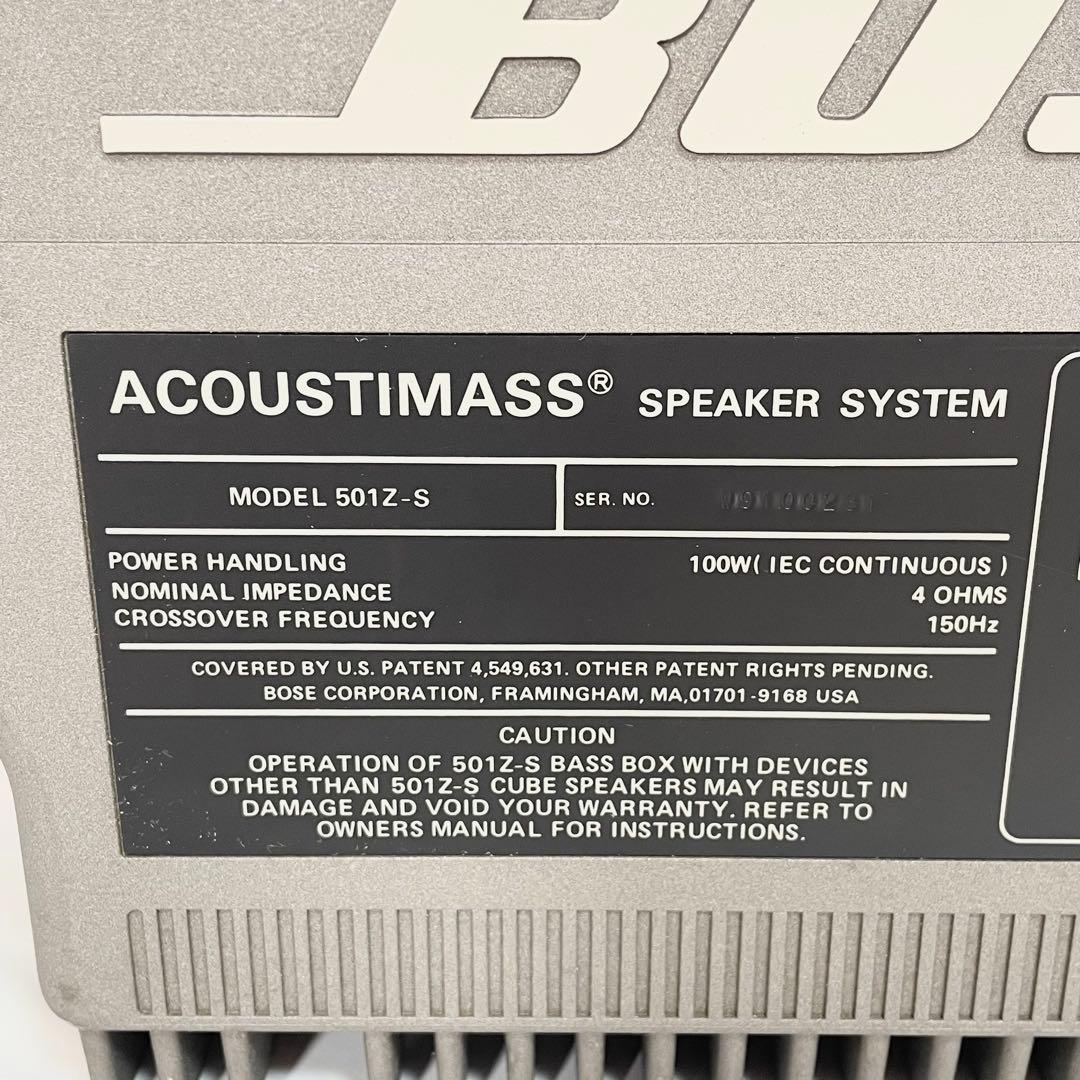 ACOUSTIMASS® SPEAKER SYSTEM
MODEL 501Z-S
SER. NO.
POWER HANDLING 100W( IEC CONTINUOUS )
NOMINAL IMPEDANCE 4 OHMS
CROSSOVER FREQUENCY 150Hz
COVERED BY U.S. PATENT 4,549,631. OTHER PATENT RIGHTS PENDING.
BOSE CORPORATION, FRAMINGHAM, MA,01701-9168 USA
CAUTION
OPERATION OF 501Z-S BASS BOX WITH DEVICES
OTHER THAN 501Z-S CUBE SPEAKERS MAY RESULT IN
DAMAGE AND VOID YOUR WARRANTY. REFER TO
OWNERS MANUAL FOR INSTRUCTIONS.